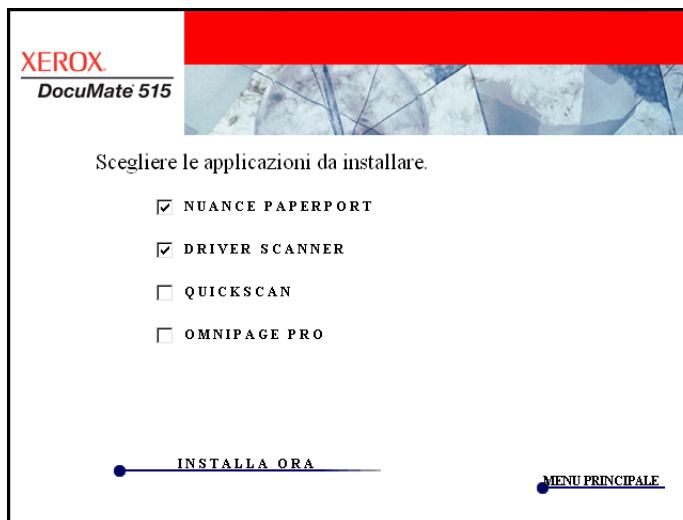 XEROX.
DocuMate 515
Scegliere le applicazioni da installare.
NUANCE PAPERPORT
DRIVER SCANNER
QUICKSCAN
OMNIPAGE PRO
INSTALLA ORA
MENU PRINCIPALE